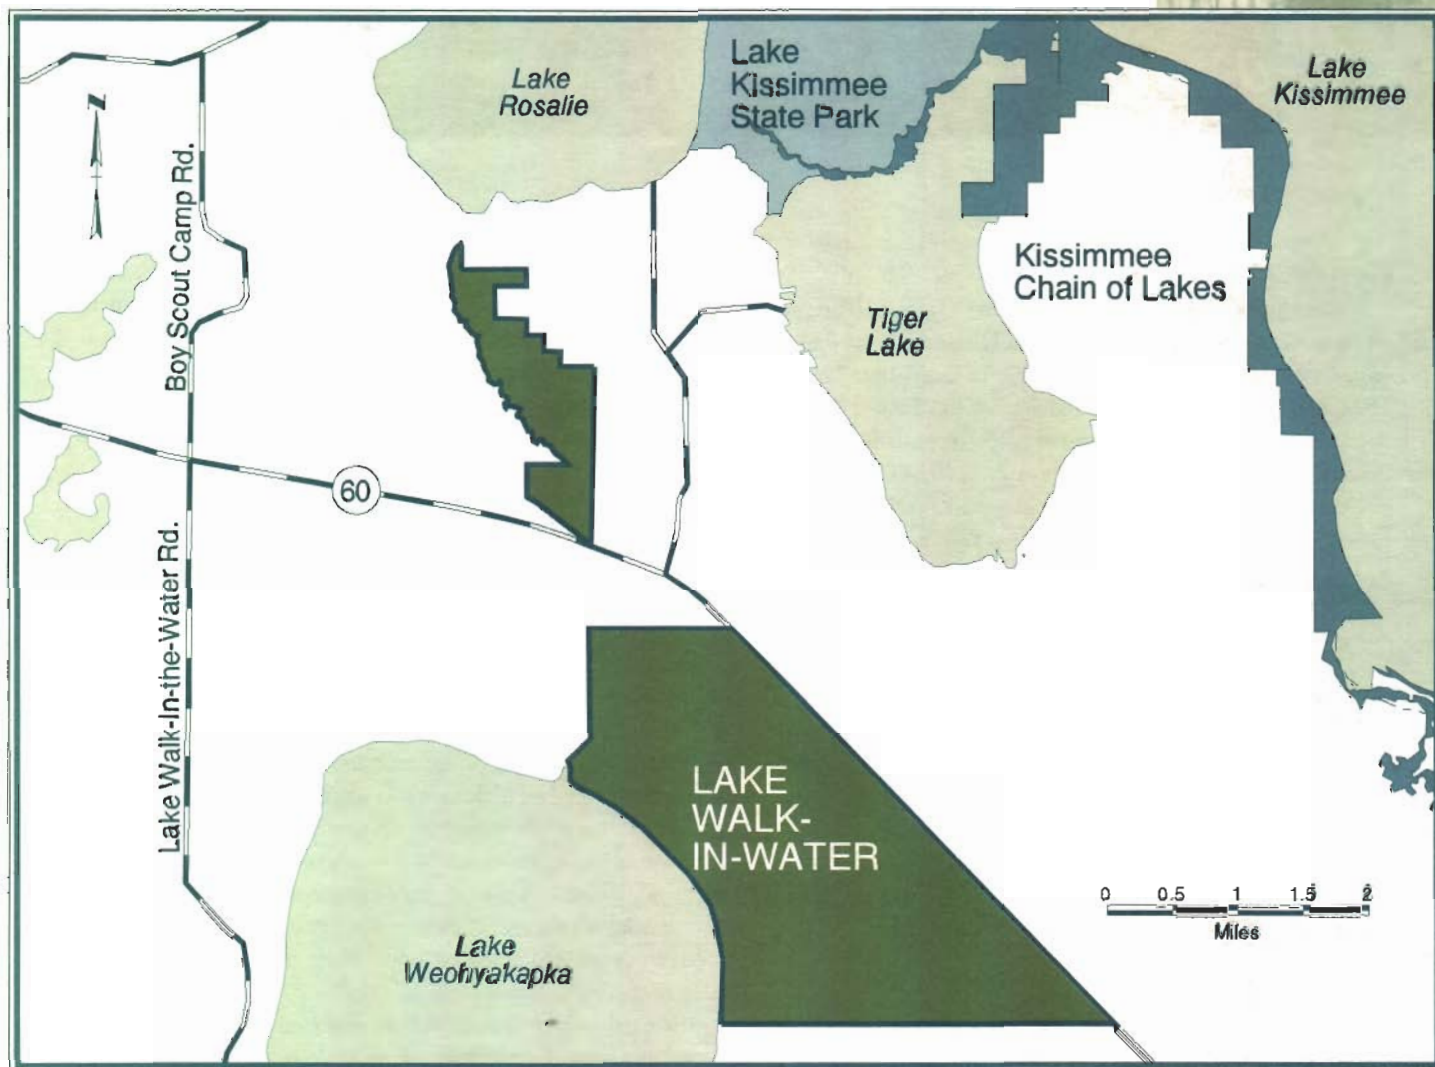 Lake
Rosalie
Lake
Kissimmee
State Park
Lake
Kissimmee
N
Boy Scout Camp Rd.
Kissimmee
Chain of Lakes
Tiger
Lake
60
Lake Walk-In-the-Water Rd.
LAKE
WALK-
IN-WATER
0 0.5 1 1.5 2
Miles
Lake
Weohyakapka